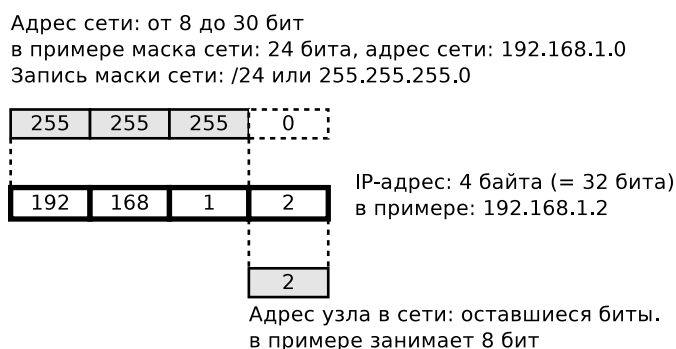 Адрес сети: от 8 до 30 бит
в примере маска сети: 24 бита, адрес сети: 192.168.1.0
Запись маски сети: /24 или 255.255.255.0
255 255 255 0
IP-адрес: 4 байта (= 32 бита)
192 168 1 2
в примере: 192.168.1.2
2
Адрес узла в сети: оставшиеся биты.
в примере занимает 8 бит